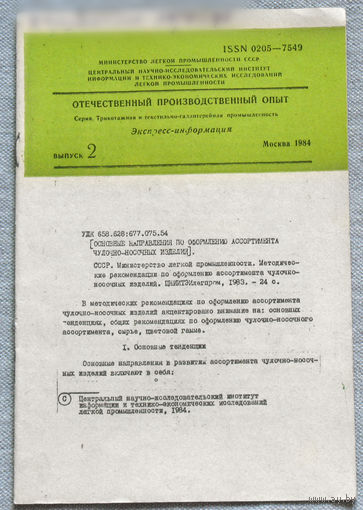 ISSN 0205—7549
МИНИСТЕРСТВО ЛЕГКОЙ ПРОМЫШЛЕННОСТИ СССР
ЦЕНТРАЛЬНЫЙ НАУЧНО-ИССЛЕДОВАТЕЛЬСКИЙ ИНСТИТУТ
ИНФОРМАЦИИ И ТЕХНИКО-ЭКОНОМИЧЕСКИХ ИССЛЕДОВАНИЙ
ЛЕГКОЙ ПРОМЫШЛЕННОСТИ
ОТЕЧЕСТВЕННЫЙ ПРОИЗВОДСТВЕННЫЙ ОПЫТ
Серия. Трикотажная и текстильно-галантерейная промышленность
Экспресс-информация
ВЫПУСК 2
Москва 1984
УДК 658.628:677.075.54
[ОСНОВНЫЕ НАПРАВЛЕНИЯ ПО ОФОРМЛЕНИЮ АССОРТИМЕНТА
ЧУЛОЧНО-НОСОЧНЫХ ИЗДЕЛИЙ].
СССР. Министерство легкой промышленности. Методичес-
кие рекомендации по оформлению ассортимента чулочно-
носочных изделий. ЦНИИТЭИлегпром, 1983. - 24 с.
В методических рекомендациях по оформлению ассортимента
чулочно-носочных изделий акцентировано внимание на: основных
тенденциях, общих рекомендациях по оформлению чулочно-носочного
ассортимента, сырье, цветовой гамме.
I. Основные тенденции
Основные направления в развитии ассортимента чулочно-носоч-
ных изделий включают в себя:
© Центральный научно-исследовательский институт
информации и технико-экономических исследований
легкой промышленности, 1984.